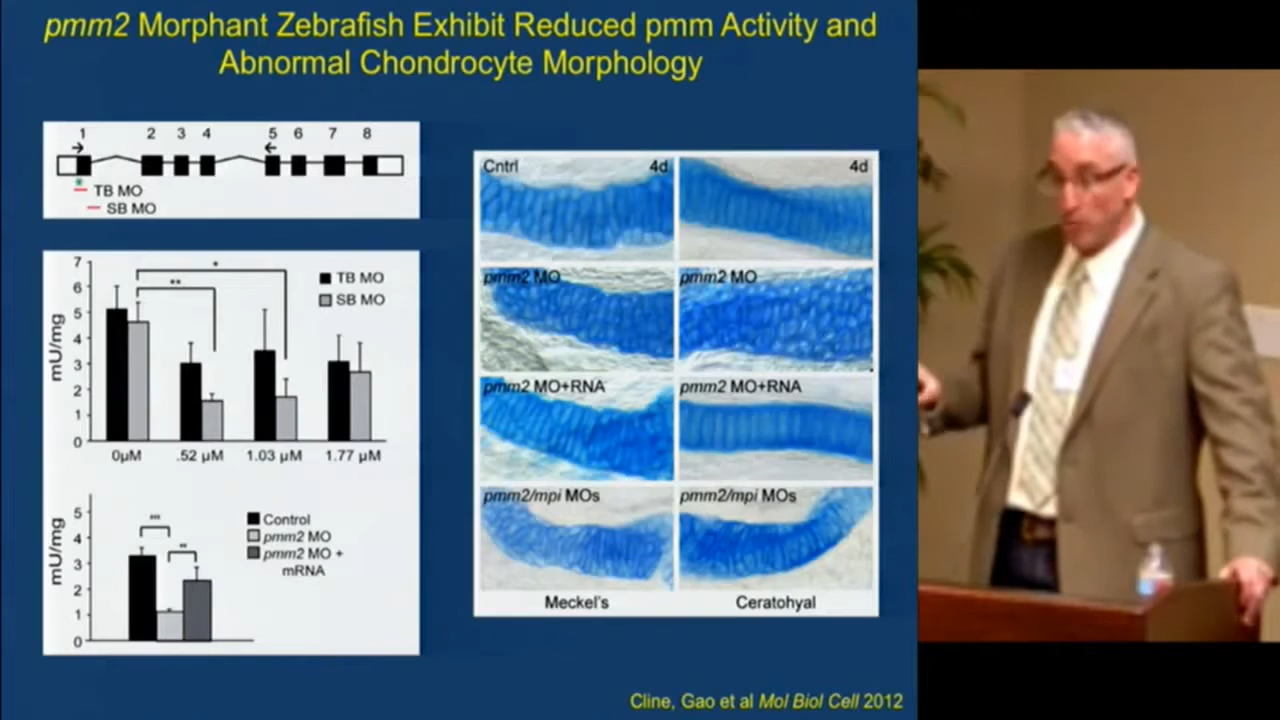 pmm2 Morphant Zebrafish Exhibit Reduced pmm Activity and
Abnormal Chondrocyte Morphology
1 2 3 4 5 6 7 8
TB MO
SB MO
7
6
5
4
3
2
1
0
mU/mg
*
**
TB MO
SB MO
0µM .52 µM 1.03 µM 1.77 µM
5
4
3
2
1
0
mU/mg
***
**
Control
pmm2 MO
pmm2 MO +
mRNA
Cntrl 4d 4d
pmm2 MO pmm2 MO
pmm2 MO+RNA pmm2 MO+RNA
pmm2/mpi MOs pmm2/mpi MOs
Meckel's Ceratohyal
Cline, Gao et al Mol Biol Cell 2012